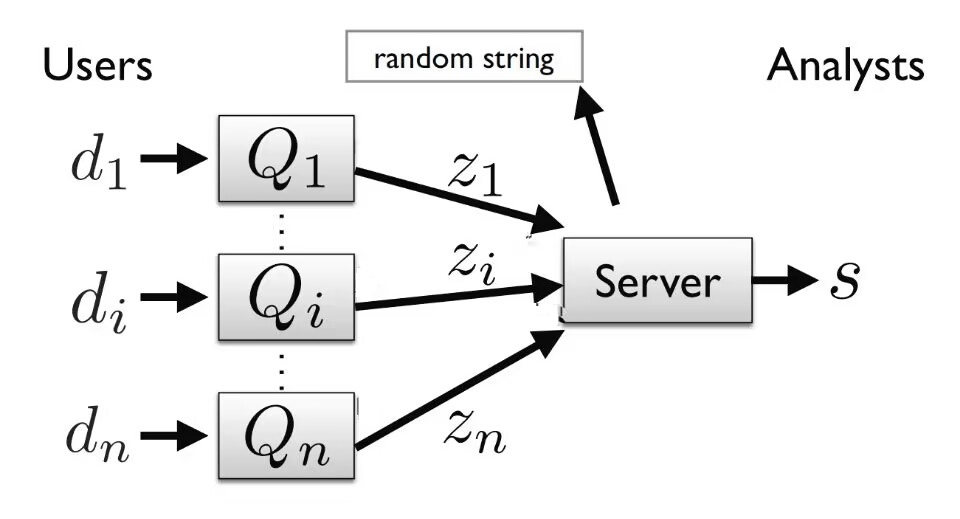 Users
random string
Analysts
d₁
Q₁
z₁
dᵢ
Qᵢ
zᵢ
Server
s
dₙ
Qₙ
zₙ